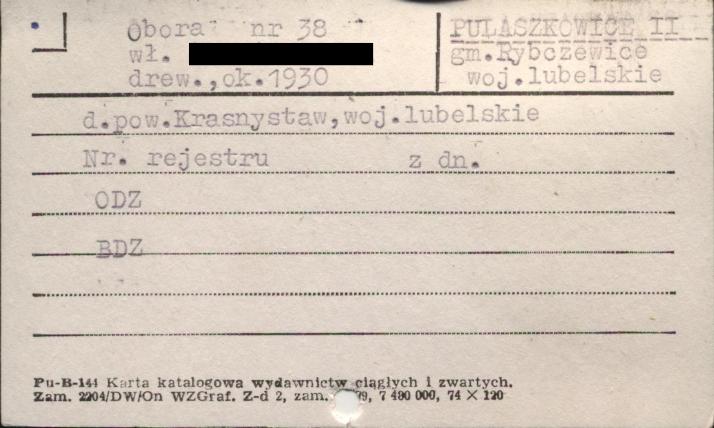 Obora nr 38
wł.
drew.,ok.1930
PUŁASZKOWICE II
gm.Rybczewice
woj.lubelskie
d.pow.Krasnystaw,woj.lubelskie
Nr. rejestru z dn.
ODZ
BDZ
Pu-B-144 Karta katalogowa wydawnictw ciągłych i zwartych.
Zam. 2204/DW/On WZGraf. Z-d 2, zam. 79, 7 480 000, 74 × 120